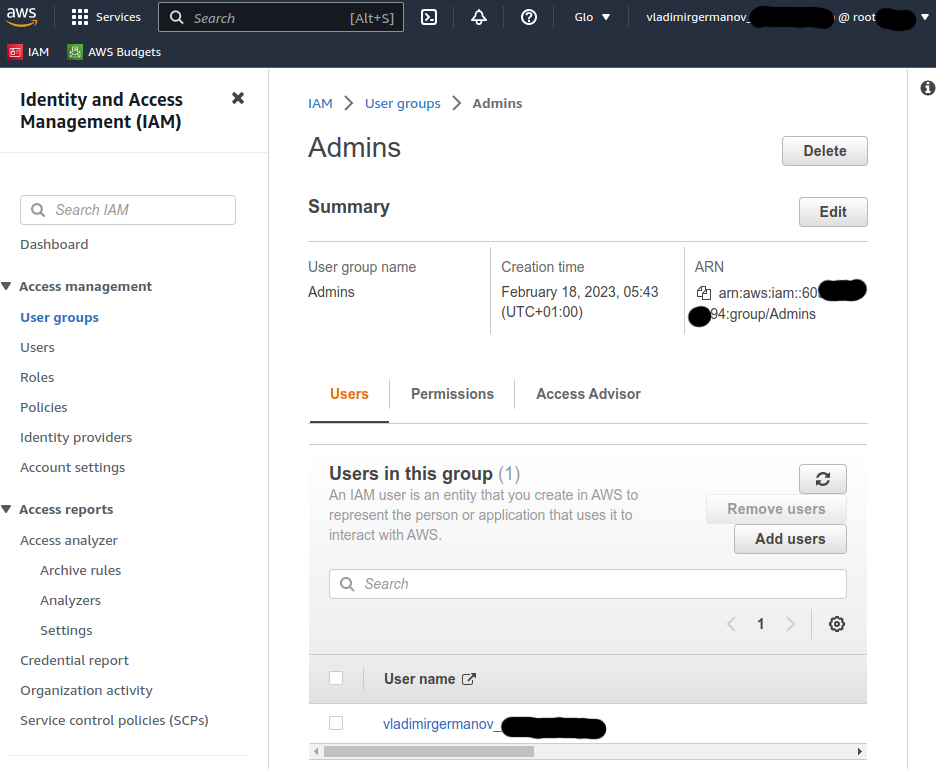 aws Services Search [Alt+S] Glo vladimirgermanov_ @ root
IAM AWS Budgets
Identity and Access
Management (IAM)
Search IAM
Dashboard
Access management
User groups
Users
Roles
Policies
Identity providers
Account settings
Access reports
Access analyzer
Archive rules
Analyzers
Settings
Credential report
Organization activity
Service control policies (SCPs)
IAM User groups Admins
Admins
Delete
Summary
Edit
User group name
Admins
Creation time
February 18, 2023, 05:43
(UTC+01:00)
ARN
arn:aws:iam::60
94:group/Admins
Users Permissions Access Advisor
Users in this group (1)
An IAM user is an entity that you create in AWS to
represent the person or application that uses it to
interact with AWS.
Remove users
Add users
Search
1
User name
vladimirgermanov_